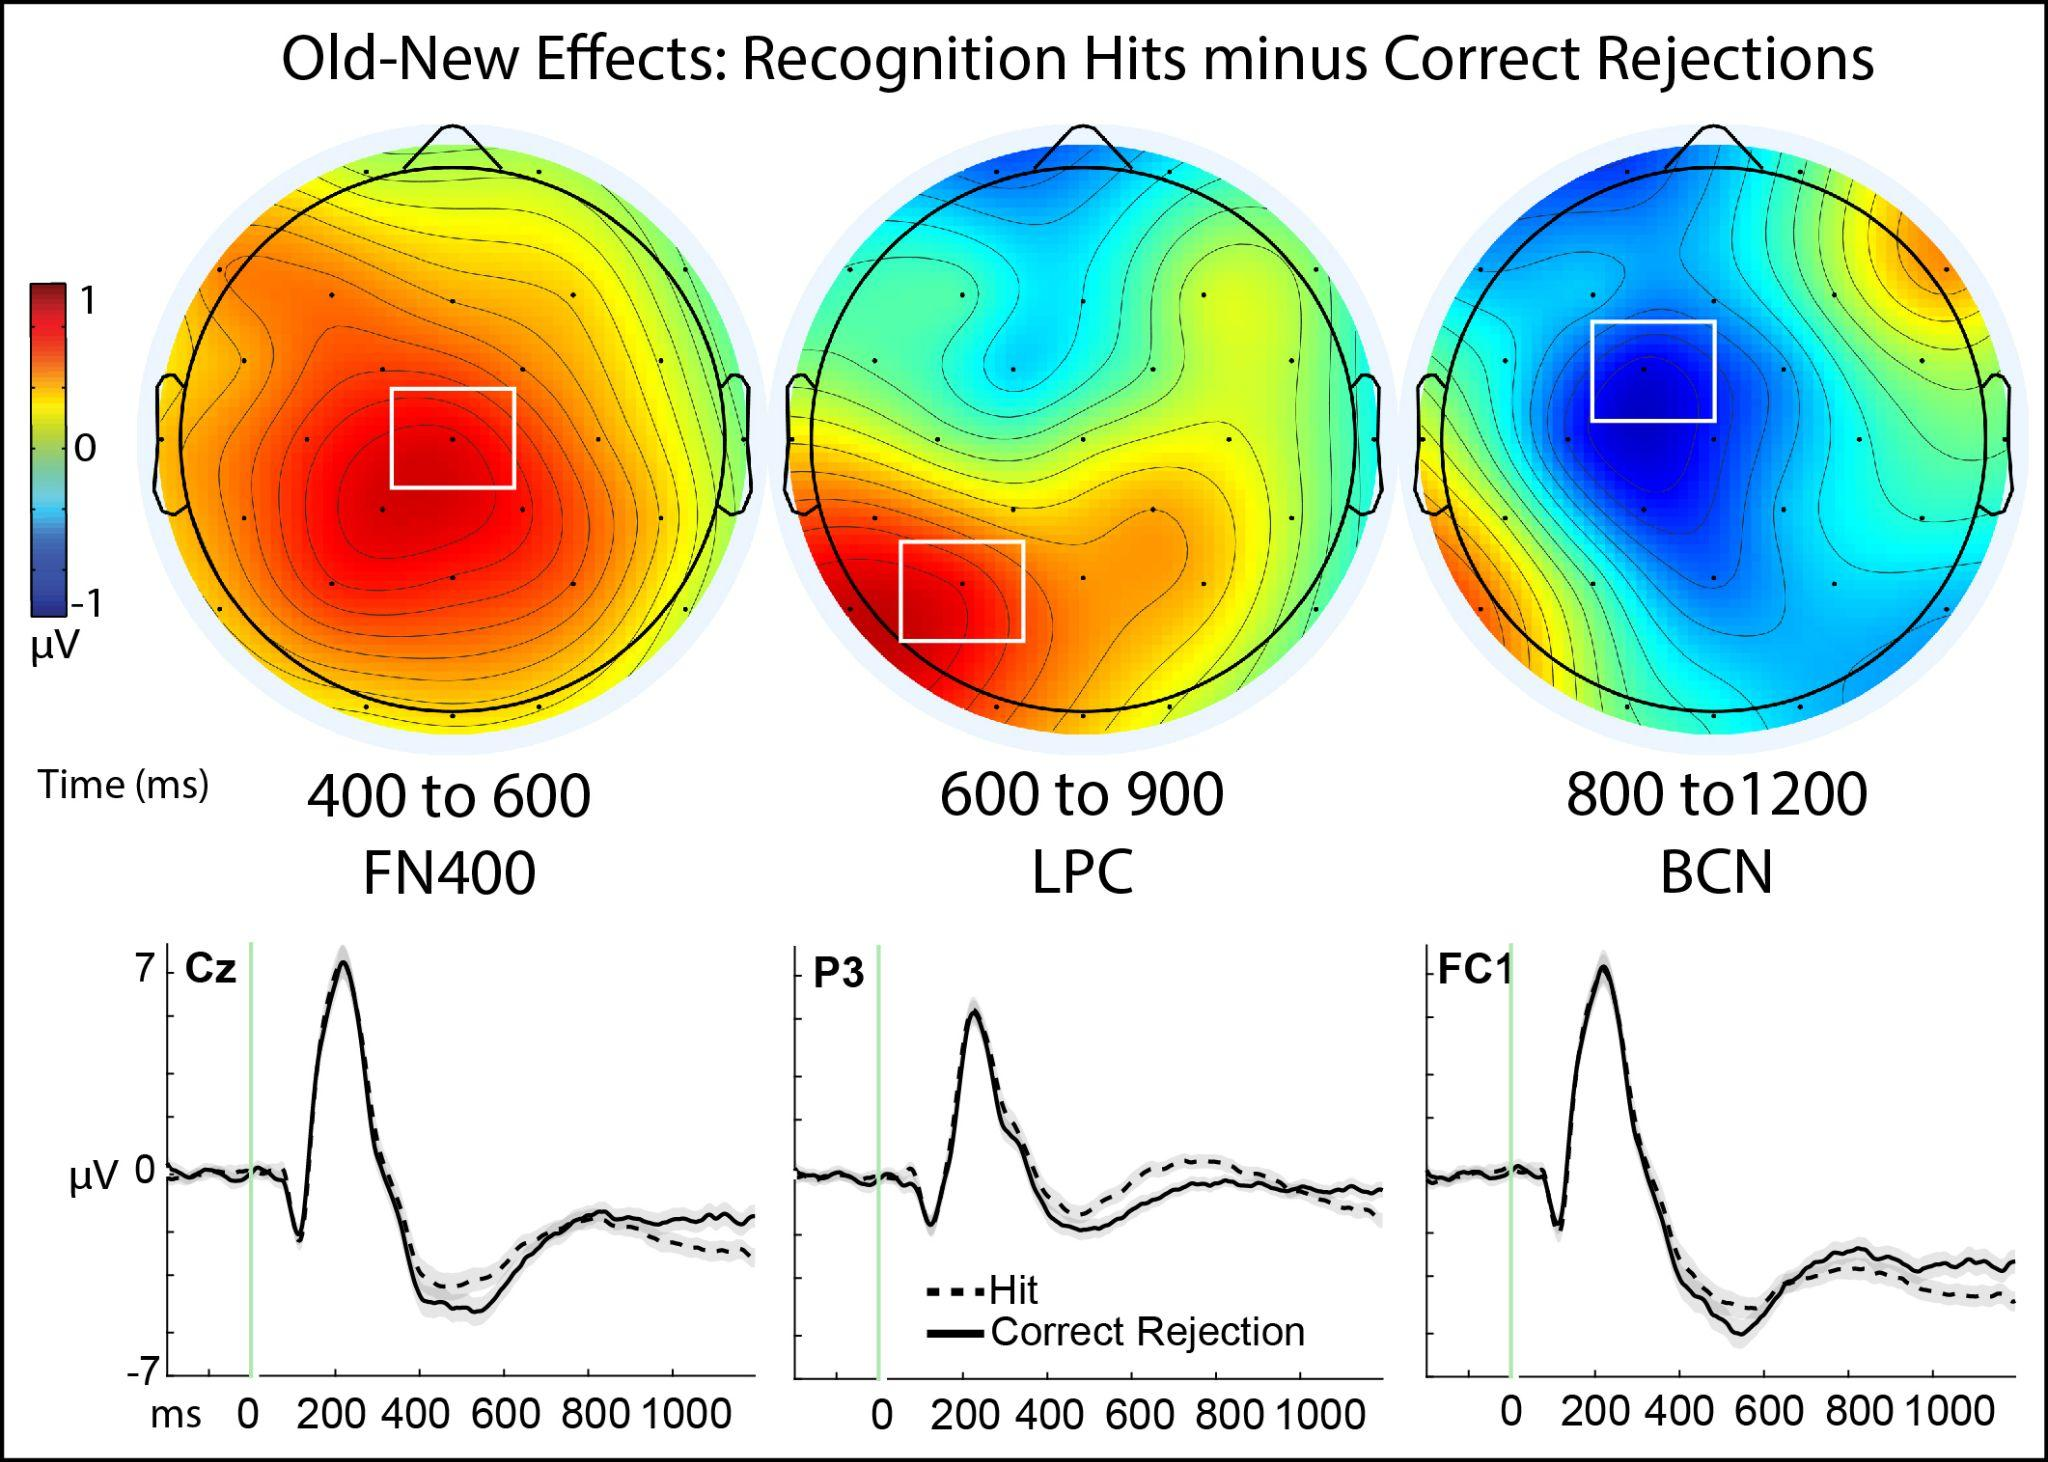 Old-New Effects: Recognition Hits minus Correct Rejections
1
0
-1
µV
Time (ms)
400 to 600
600 to 900
800 to1200
FN400
LPC
BCN
Cz
P3
FC1
7
µV 0
-7
Hit
Correct Rejection
ms 0 200 400 600 800 1000
0 200 400 600 800 1000
0 200 400 600 800 1000